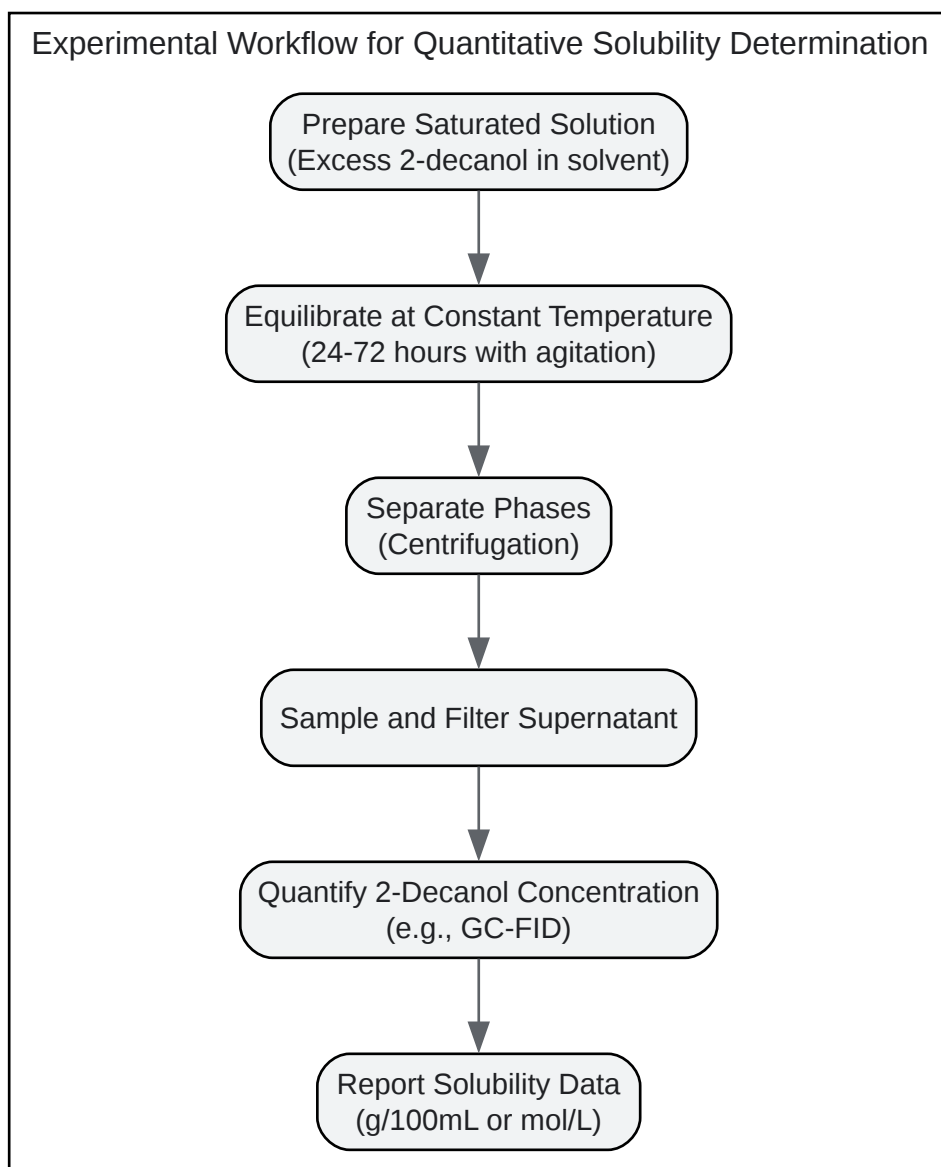 Experimental Workflow for Quantitative Solubility Determination
Prepare Saturated Solution
(Excess 2-decanol in solvent)
Equilibrate at Constant Temperature
(24-72 hours with agitation)
Separate Phases
(Centrifugation)
Sample and Filter Supernatant
Quantify 2-Decanol Concentration
(e.g., GC-FID)
Report Solubility Data
(g/100mL or mol/L)